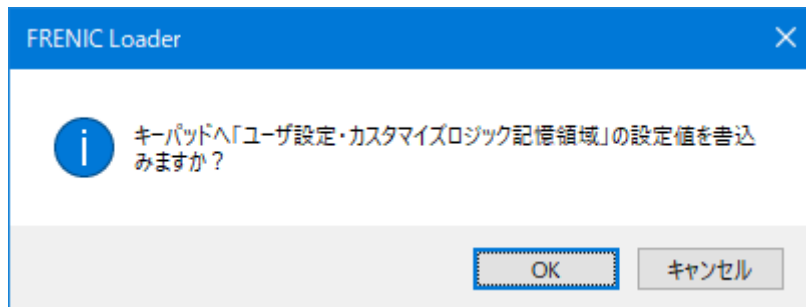 FRENIC Loader
キーパッドへ「ユーザ設定・カスタマイズロジック記憶領域」の設定値を書込
みますか？
OK
キャンセル